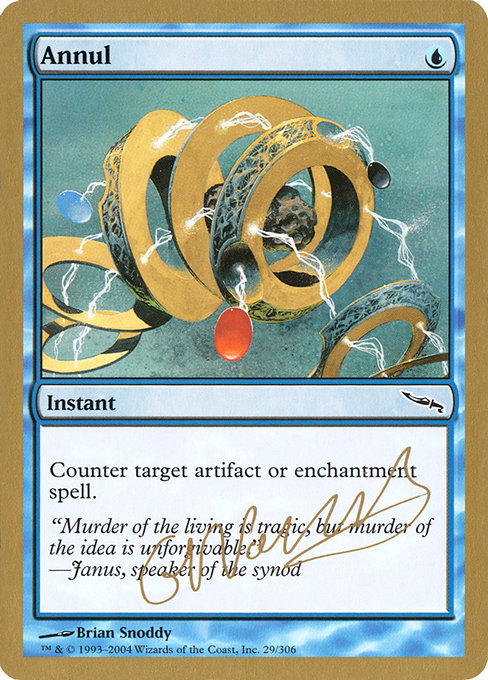 Annul
Instant
Counter target artifact or enchantment
spell.
“Murder of the living is tragic, but murder of
the idea is unforgivable.”
—Janus, speaker of the synod
Brian Snoddy
™ & © 1993–2004 Wizards of the Coast, Inc. 29/306